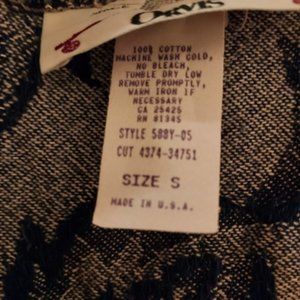 ORVIS
100% COTTON
MACHINE WASH COLD,
NO BLEACH,
TUMBLE DRY LOW
REMOVE PROMPTLY,
WARM IRON IF
NECESSARY
CA 25425
RN 81345
STYLE 588Y-05
CUT 4374-34751
SIZE S
MADE IN U.S.A.